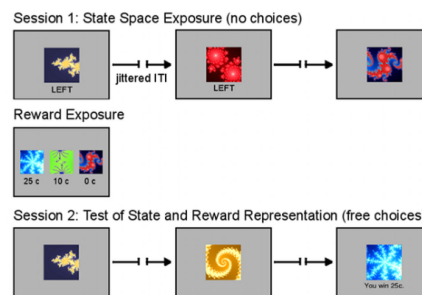 Session 1: State Space Exposure (no choices)
LEFT
jittered ITI
LEFT
Reward Exposure
25 c
10 c
0 c
Session 2: Test of State and Reward Representation (free choices
You win 25c.